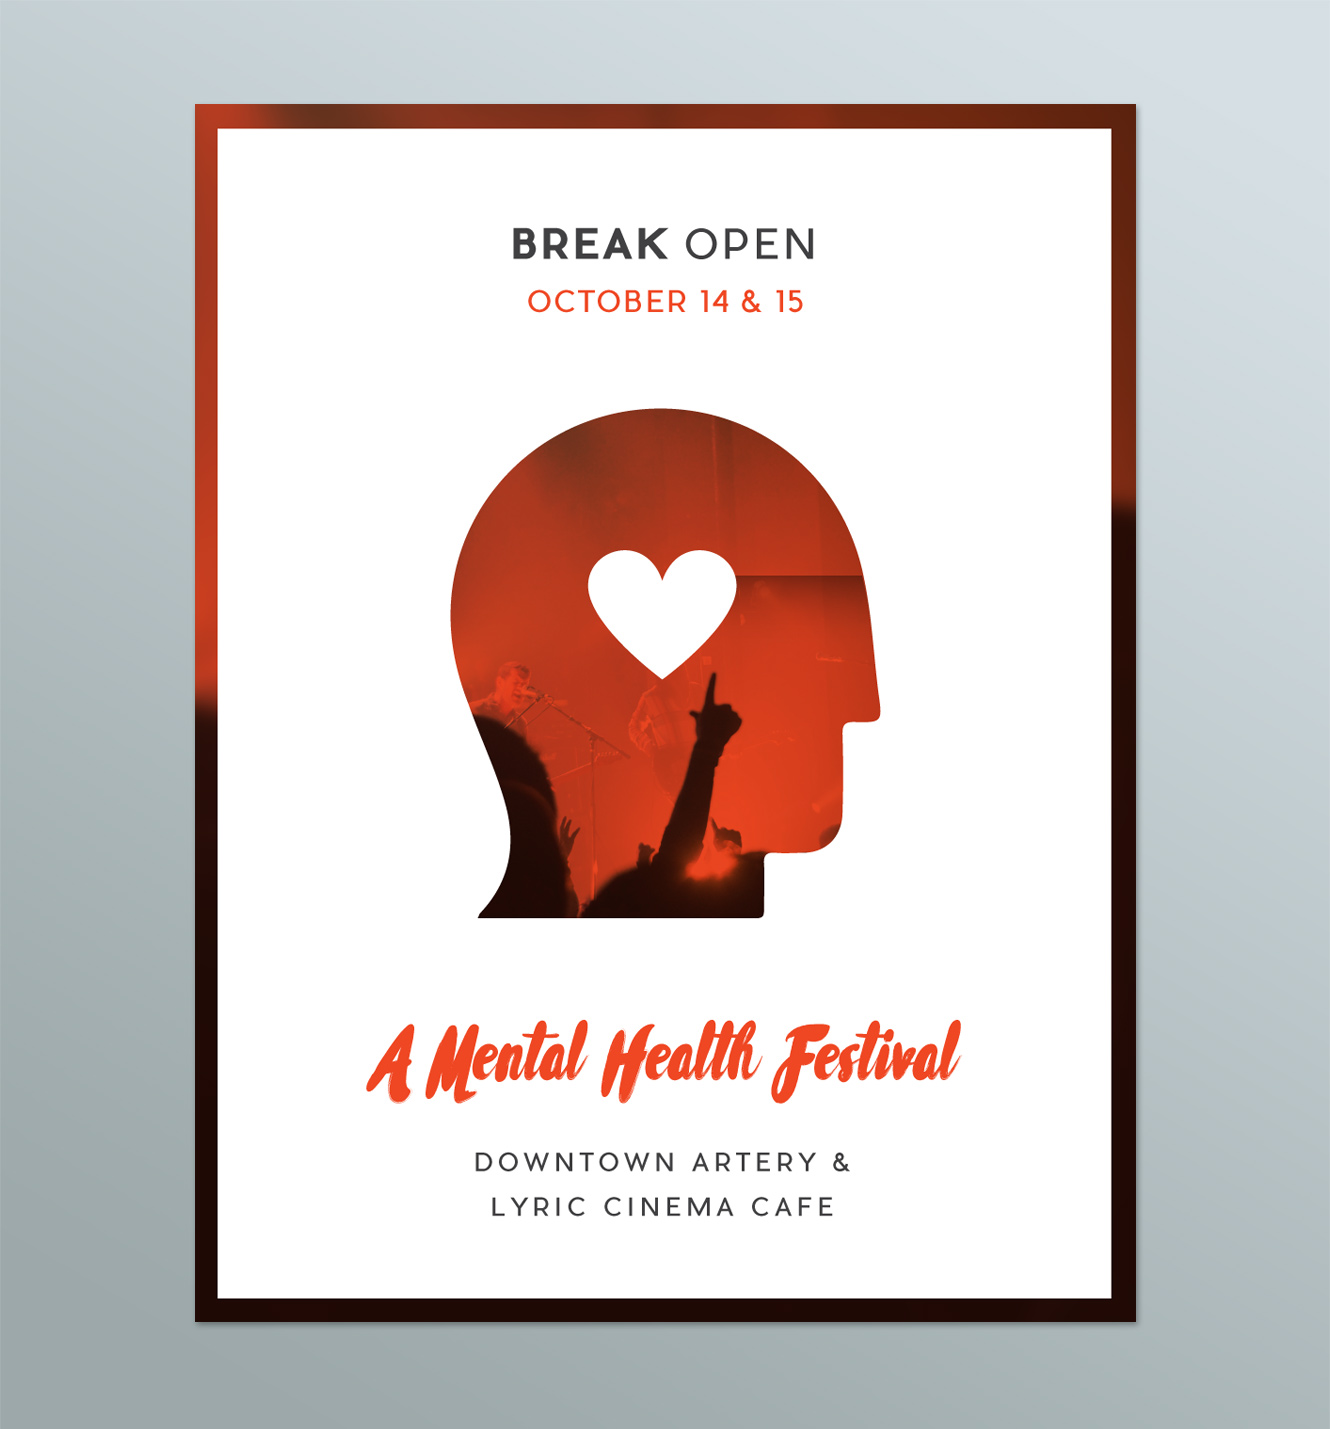 BREAK OPEN
OCTOBER 14 & 15
A Mental Health Festival
DOWNTOWN ARTERY &
LYRIC CINEMA CAFE